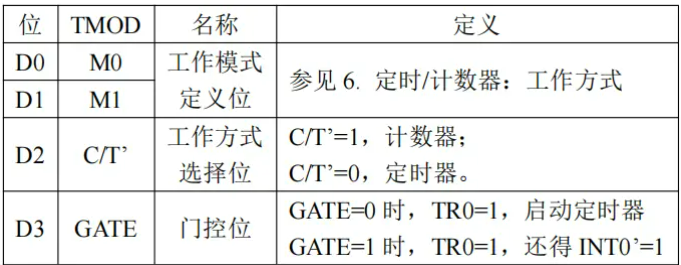 位 TMOD 名称 定义
D0 M0 工作模式 参见 6. 定时/计数器：工作方式
D1 M1 定义位
D2 C/T’ 工作方式 C/T’=1，计数器；
选择位 C/T’=0，定时器。
D3 GATE 门控位 GATE=0 时，TR0=1，启动定时器
GATE=1 时，TR0=1，还得 INT0’=1